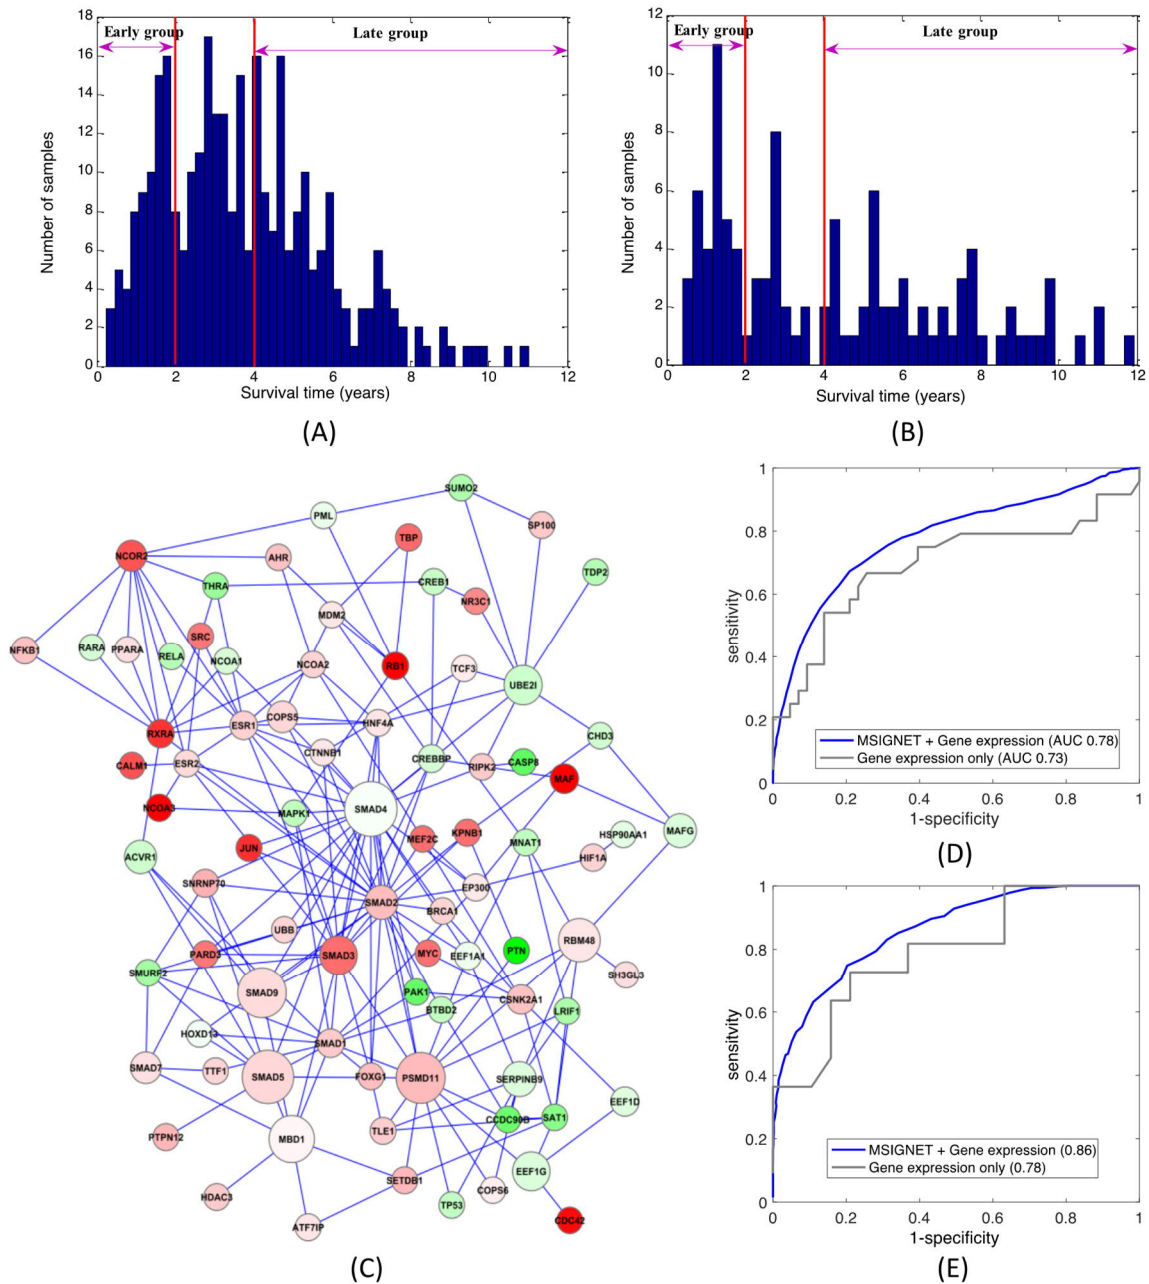 Early group
Late group
18
16
14
12
10
8
6
4
2
0
0
2
4
6
8
10
12
Number of samples
Survival time (years)
(A)
Early group
Late group
12
10
8
6
4
2
0
0
2
4
6
8
10
12
Number of samples
Survival time (years)
(B)
SUMO2
PML
SP100
TBP
NCOR2
AHR
TDP2
THRA
CREB1
NR3C1
MDM2
SRC
NFKB1
RARA
PPARA
RELA
NCOA1
NCOA2
RB1
TCF3
UBE2I
COPS5
ESR1
HNF4A
RXRA
CHD3
CTNNB1
CREBBP
CALM1
ESR2
RIPK2
CASP8
MAF
NCOA3
MAPK1
SMAD4
MEF2C
KPNB1
HSP90AA1
MAFG
MNAT1
JUN
ACVR1
HIF1A
SNRNP70
EP300
SMAD2
BRCA1
UBB
RBM48
PARD3
SMAD3
MYC
EEF1A1
PTN
SMURF2
SH3GL3
SMAD9
PAK1
CSNK2A1
BTBD2
LRIF1
HOXD13
SMAD1
SMAD7
TTF1
SMAD5
FOXG1
PSMD11
SERPINB9
EEF1D
CCDC90B
SAT1
PTPN12
MBD1
TLE1
EEF1G
SETDB1
COPS6
HDAC3
TP53
CDC42
ATF7IP
(C)
1
0.8
0.6
0.4
0.2
0
0
0.2
0.4
0.6
0.8
1
sensitivity
MSIGNET + Gene expression (AUC 0.78)
Gene expression only (AUC 0.73)
1-specificity
(D)
1
0.8
0.6
0.4
0.2
0
0
0.2
0.4
0.6
0.8
1
sensitvity
MSIGNET + Gene expression (0.86)
Gene expression only (0.78)
1-specificity
(E)